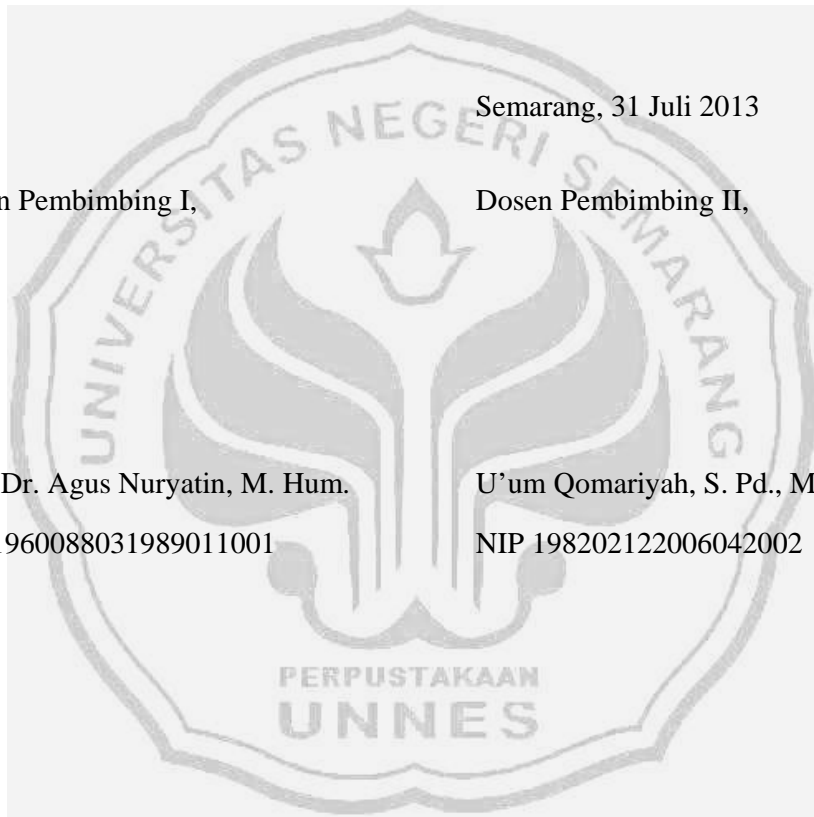 Semarang, 31 Juli 2013
n Pembimbing I, Dosen Pembimbing II,
Dr. Agus Nuryatin, M. Hum. U’um Qomariyah, S. Pd., M
1960088031989011001 NIP 198202122006042002
UNIVERSITAS NEGERI SEMARANG
PERPUSTAKAAN
UNNES